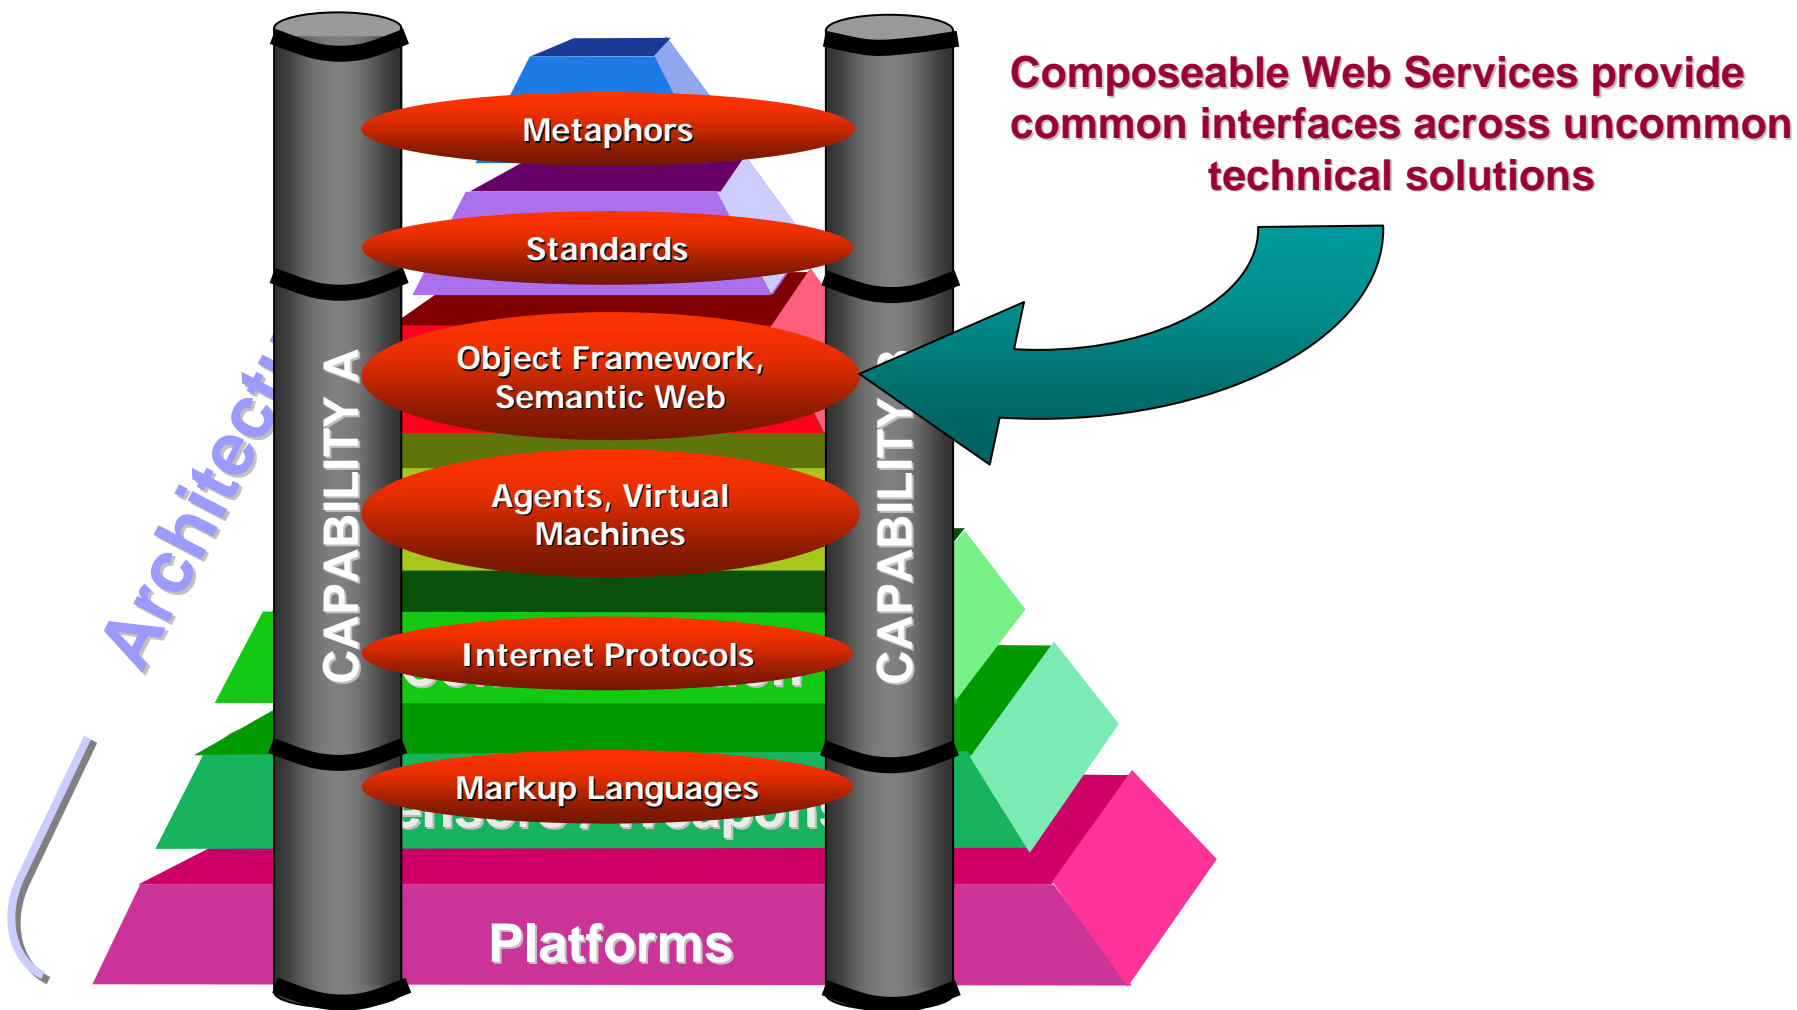 Composeable Web Services provide
common interfaces across uncommon
technical solutions
Metaphors
Standards
Object Framework,
Semantic Web
Agents, Virtual
Machines
Internet Protocols
Markup Languages
CAPABILITY A
CAPABILITY
Platforms